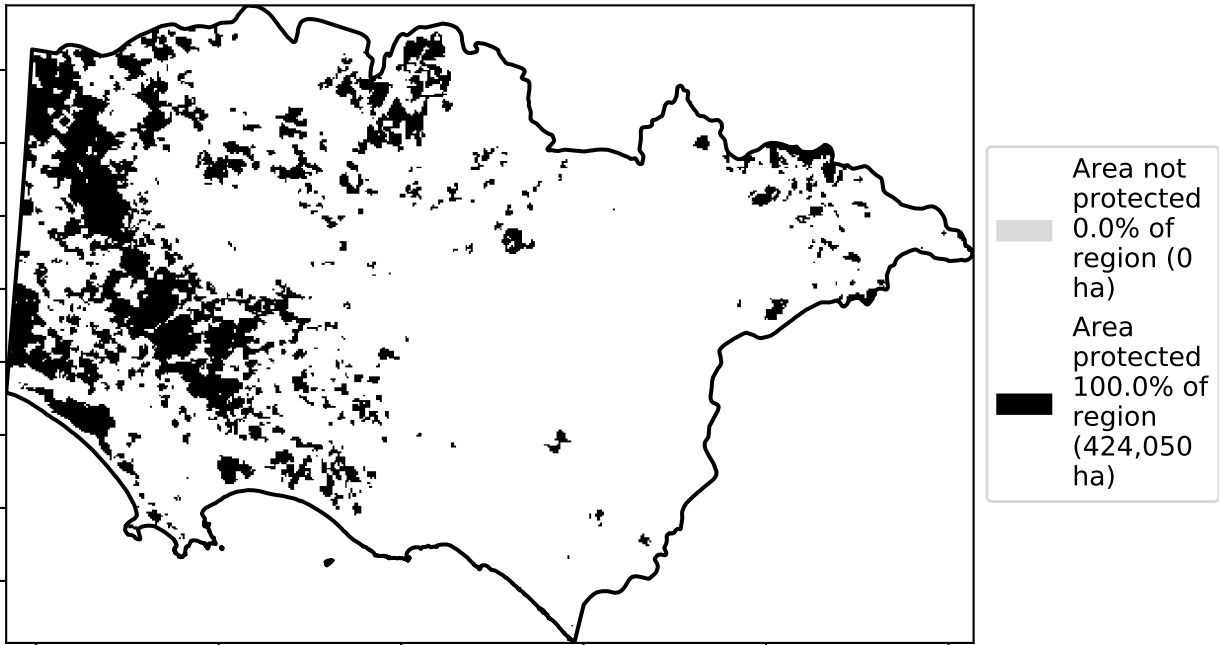 Area not
protected
0.0% of
region (0
ha)
Area
protected
100.0% of
region
(424,050
ha)